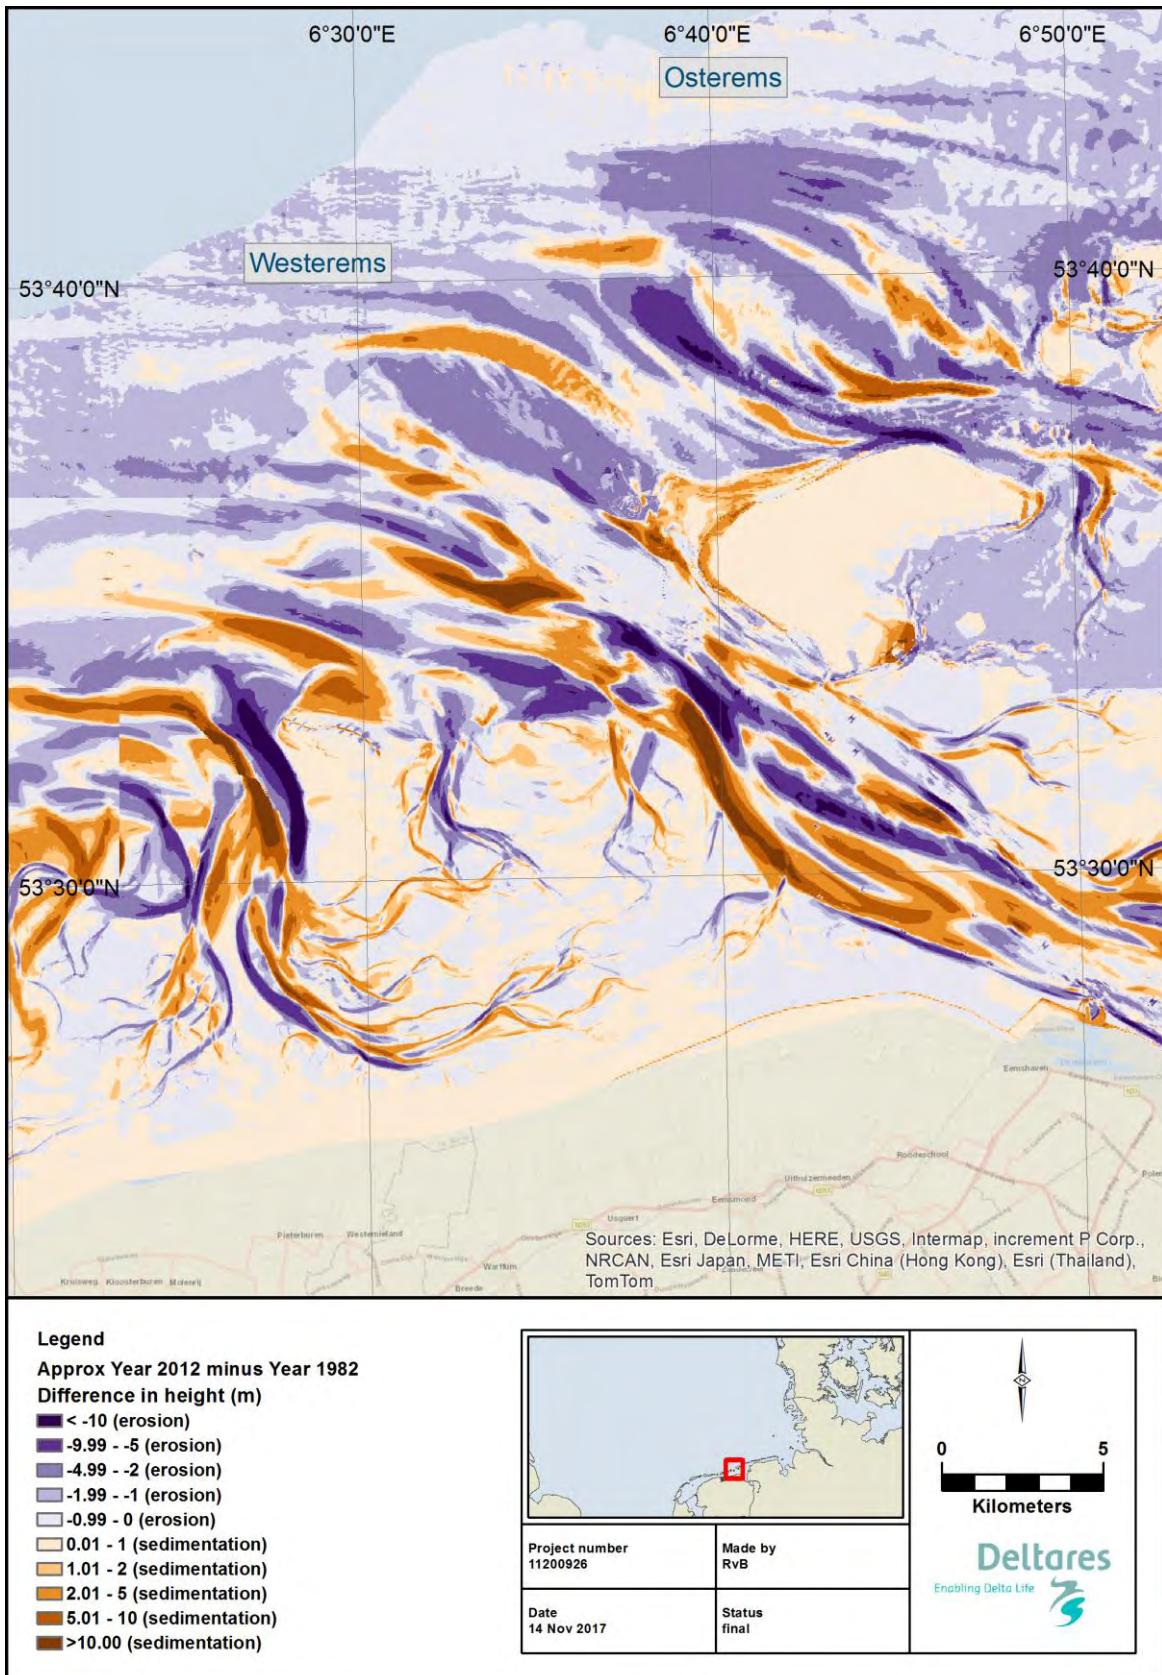 6°30'0"E
6°40'0"E
6°50'0"E
Osterems
Westerems
53°40'0"N
53°40'0"N
53°30'0"N
53°30'0"N
Eemshaven
Roodeschool
Uithuizermeeden
Eemsmond
Usquert
Pieterburen
Westernieland
Warffum
Breede
Kruisweg
Kloosterburen
Molenrij
Sources: Esri, DeLorme, HERE, USGS, Intermap, increment P Corp.,
NRCAN, Esri Japan, METI, Esri China (Hong Kong), Esri (Thailand),
TomTom
Legend
Approx Year 2012 minus Year 1982
Difference in height (m)
< -10 (erosion)
-9.99 - -5 (erosion)
-4.99 - -2 (erosion)
-1.99 - -1 (erosion)
-0.99 - 0 (erosion)
0.01 - 1 (sedimentation)
1.01 - 2 (sedimentation)
2.01 - 5 (sedimentation)
5.01 - 10 (sedimentation)
>10.00 (sedimentation)
Project number
11200926
Made by
RvB
Date
14 Nov 2017
Status
final
N
0 5
Kilometers
Deltares
Enabling Delta Life